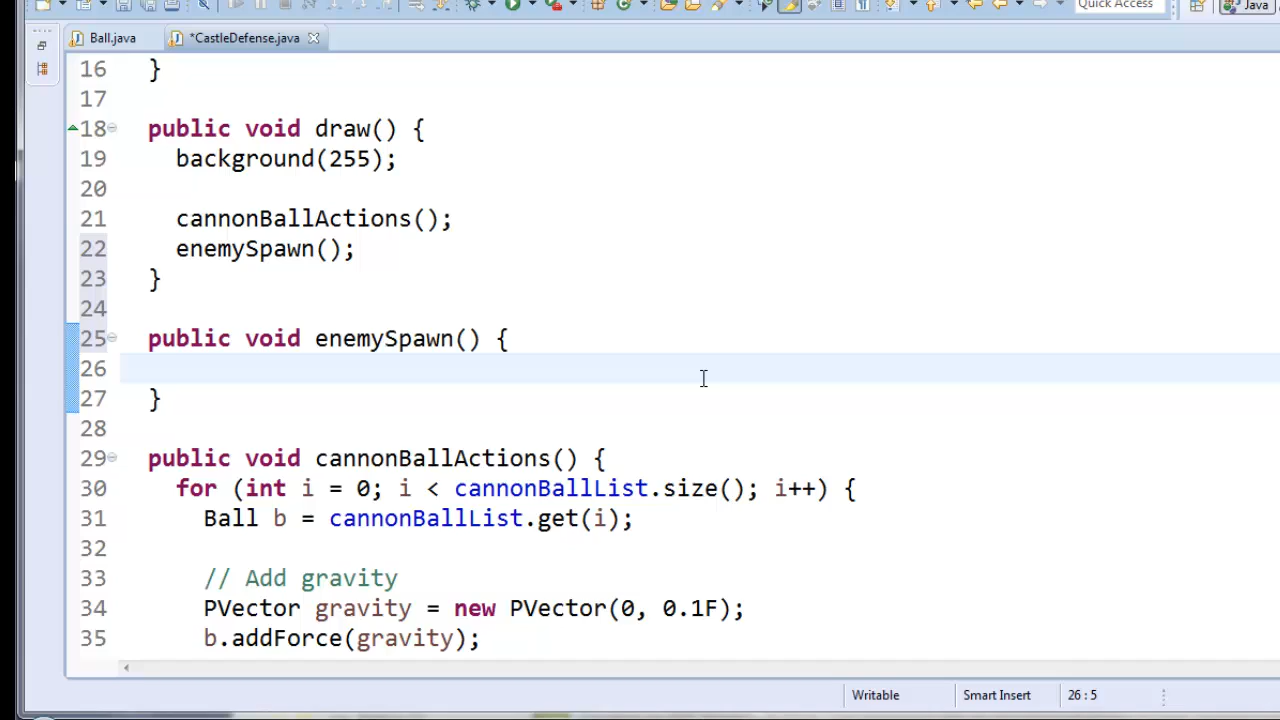 Quick Access
Java
Ball.java
*CastleDefense.java
16 }
17
18 public void draw() {
19 background(255);
20
21 cannonBallActions();
22 enemySpawn();
23 }
24
25 public void enemySpawn() {
26
27 }
28
29 public void cannonBallActions() {
30 for (int i = 0; i < cannonBallList.size(); i++) {
31 Ball b = cannonBallList.get(i);
32
33 // Add gravity
34 PVector gravity = new PVector(0, 0.1F);
35 b.addForce(gravity);
Writable
Smart Insert
26 : 5